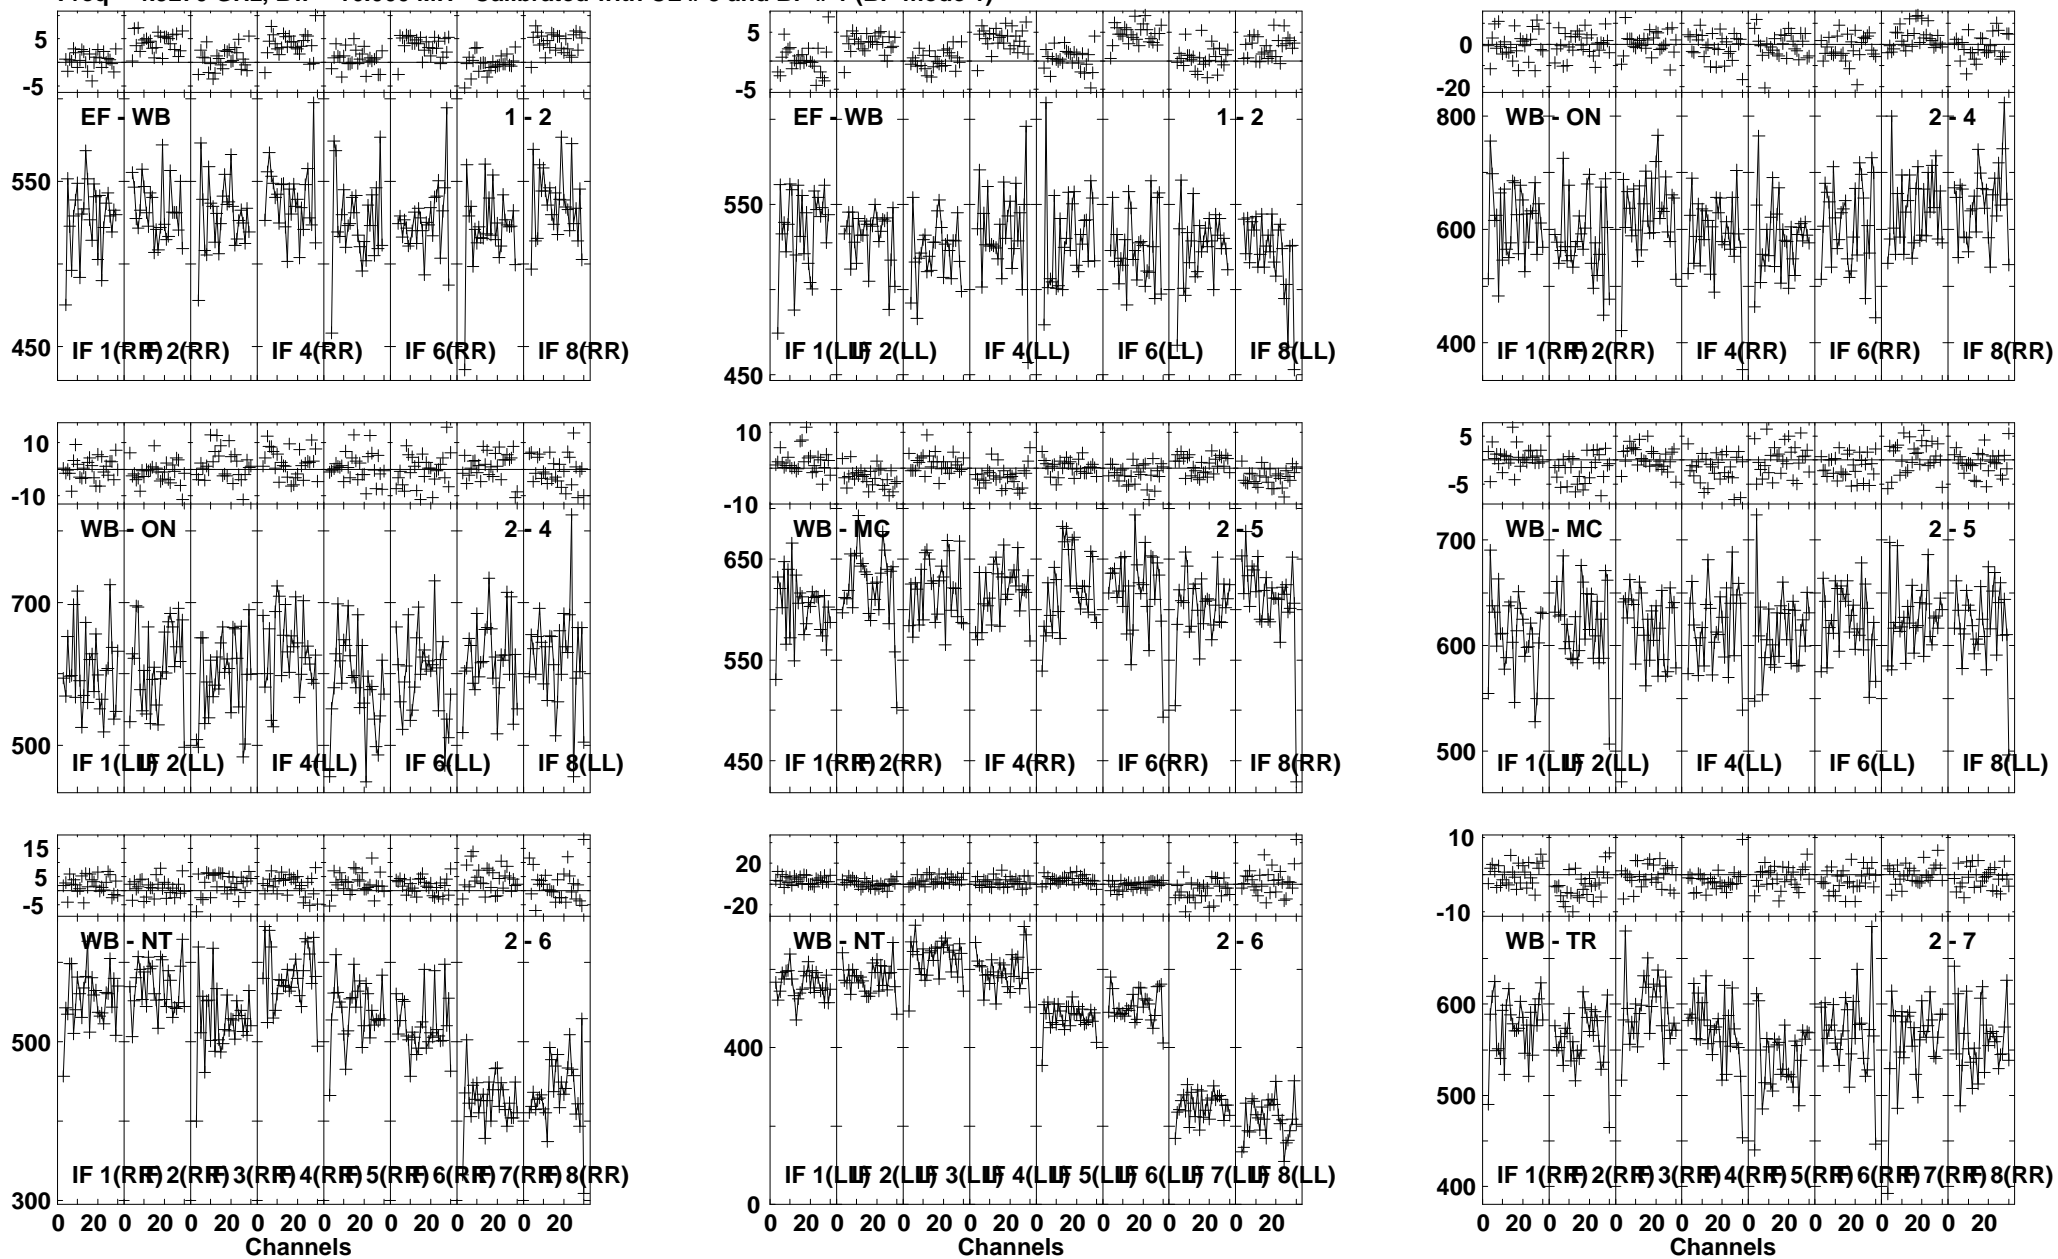 5 5 0
-5 -5 -20
EF - WB 1 - 2 EF - WB 1 - 2 WB - ON 2 - 4
800
550 550 600
450 450 400
IF 1(RR) IF 2(RR) IF 4(RR) IF 6(RR) IF 8(RR) IF 1(LL) IF 2(LL) IF 4(LL) IF 6(LL) IF 8(LL) IF 1(RR) IF 2(RR) IF 4(RR) IF 6(RR) IF 8(RR)
10 10 5
-10 -10 -5
WB - ON 2 - 4 WB - MC 2 - 5 WB - MC 2 - 5
700 650 700
550 600
500 450 500
IF 1(LL) IF 2(LL) IF 4(LL) IF 6(LL) IF 8(LL) IF 1(RR) IF 2(RR) IF 4(RR) IF 6(RR) IF 8(RR) IF 1(LL) IF 2(LL) IF 4(LL) IF 6(LL) IF 8(LL)
15 20 10
5
-5 -20 -10
WB - NT 2 - 6 WB - NT 2 - 6 WB - TR 2 - 7
500 400 600
500
300 0 400
IF 1(RR) IF 2(RR) IF 3(RR) IF 4(RR) IF 5(RR) IF 6(RR) IF 7(RR) IF 8(RR) IF 1(LL) IF 2(LL) IF 3(LL) IF 4(LL) IF 5(LL) IF 6(LL) IF 7(LL) IF 8(LL) IF 1(RR) IF 2(RR) IF 3(RR) IF 4(RR) IF 5(RR) IF 6(RR) IF 7(RR) IF 8(RR)
0 20 0 20 0 20 0 20 0 20 0 20 0 20 0 20 0 20 0 20 0 20 0 20 0 20 0 20 0 20 0 20 0 20 0 20 0 20 0 20 0 20 0 20 0 20 0 20
Channels Channels Channels